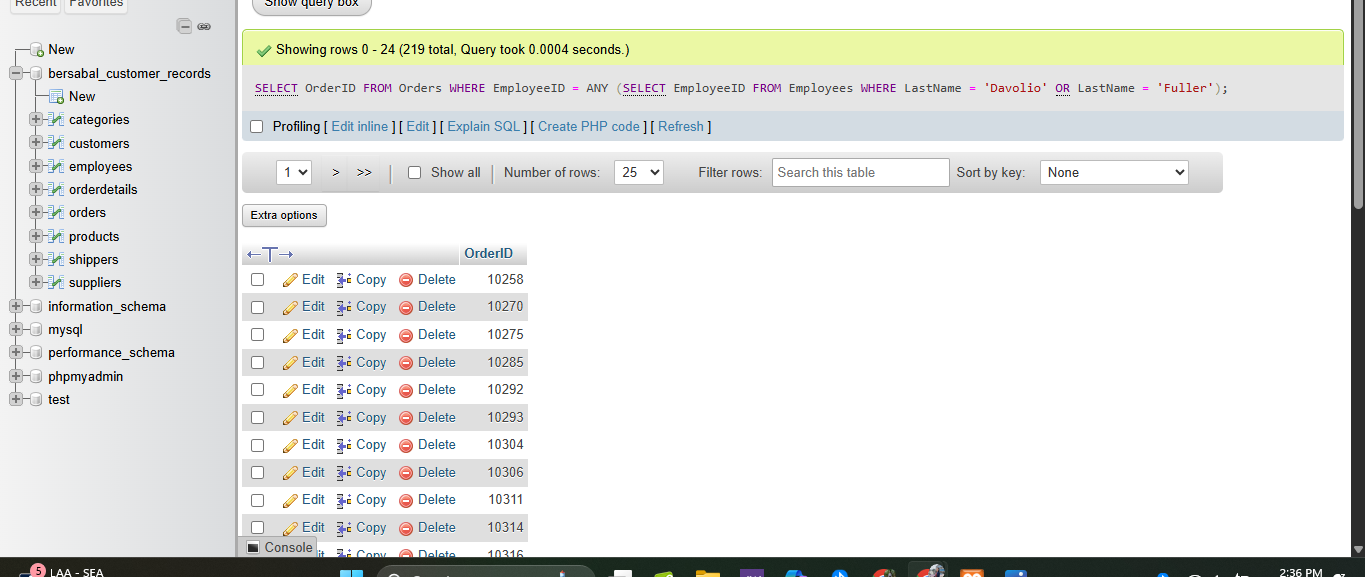 Recent Favorites
Show query box
New
bersabal_customer_records
New
categories
customers
employees
orderdetails
orders
products
shippers
suppliers
information_schema
mysql
performance_schema
phpmyadmin
test
Showing rows 0 - 24 (219 total, Query took 0.0004 seconds.)
SELECT OrderID FROM Orders WHERE EmployeeID = ANY (SELECT EmployeeID FROM Employees WHERE LastName = 'Davolio' OR LastName = 'Fuller');
Profiling [ Edit inline ] [ Edit ] [ Explain SQL ] [ Create PHP code ] [ Refresh ]
1 > >> Show all Number of rows: 25 Filter rows: Search this table Sort by key: None
Extra options
OrderID
Edit Copy Delete 10258
Edit Copy Delete 10270
Edit Copy Delete 10275
Edit Copy Delete 10285
Edit Copy Delete 10292
Edit Copy Delete 10293
Edit Copy Delete 10304
Edit Copy Delete 10306
Edit Copy Delete 10311
Edit Copy Delete 10314
Copy Delete 10316
Console
5 LAA - SEA
2:36 PM